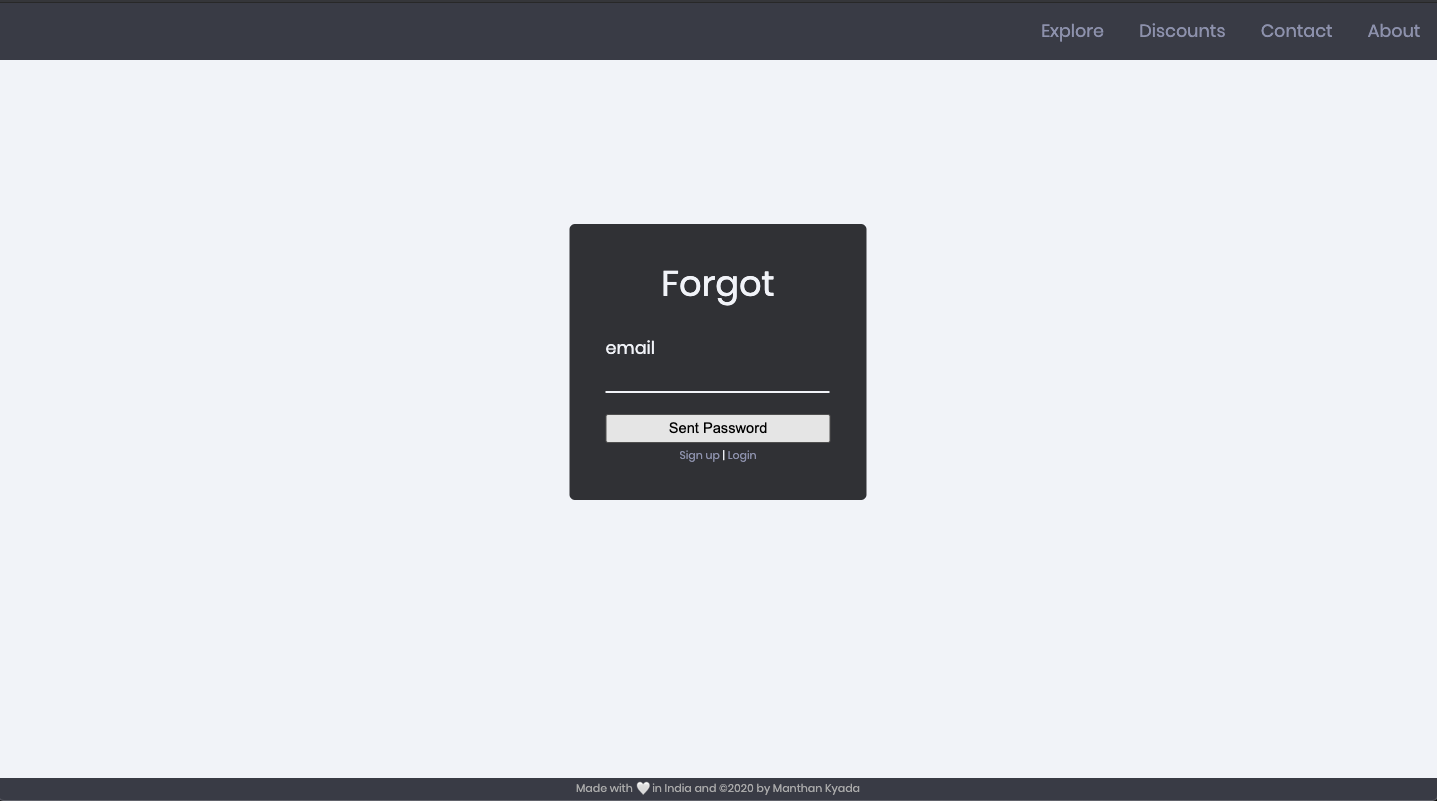 Explore Discounts Contact About
Forgot
email
Sent Password
Sign up | Login
Made with 🤍 in India and ©2020 by Manthan Kyada